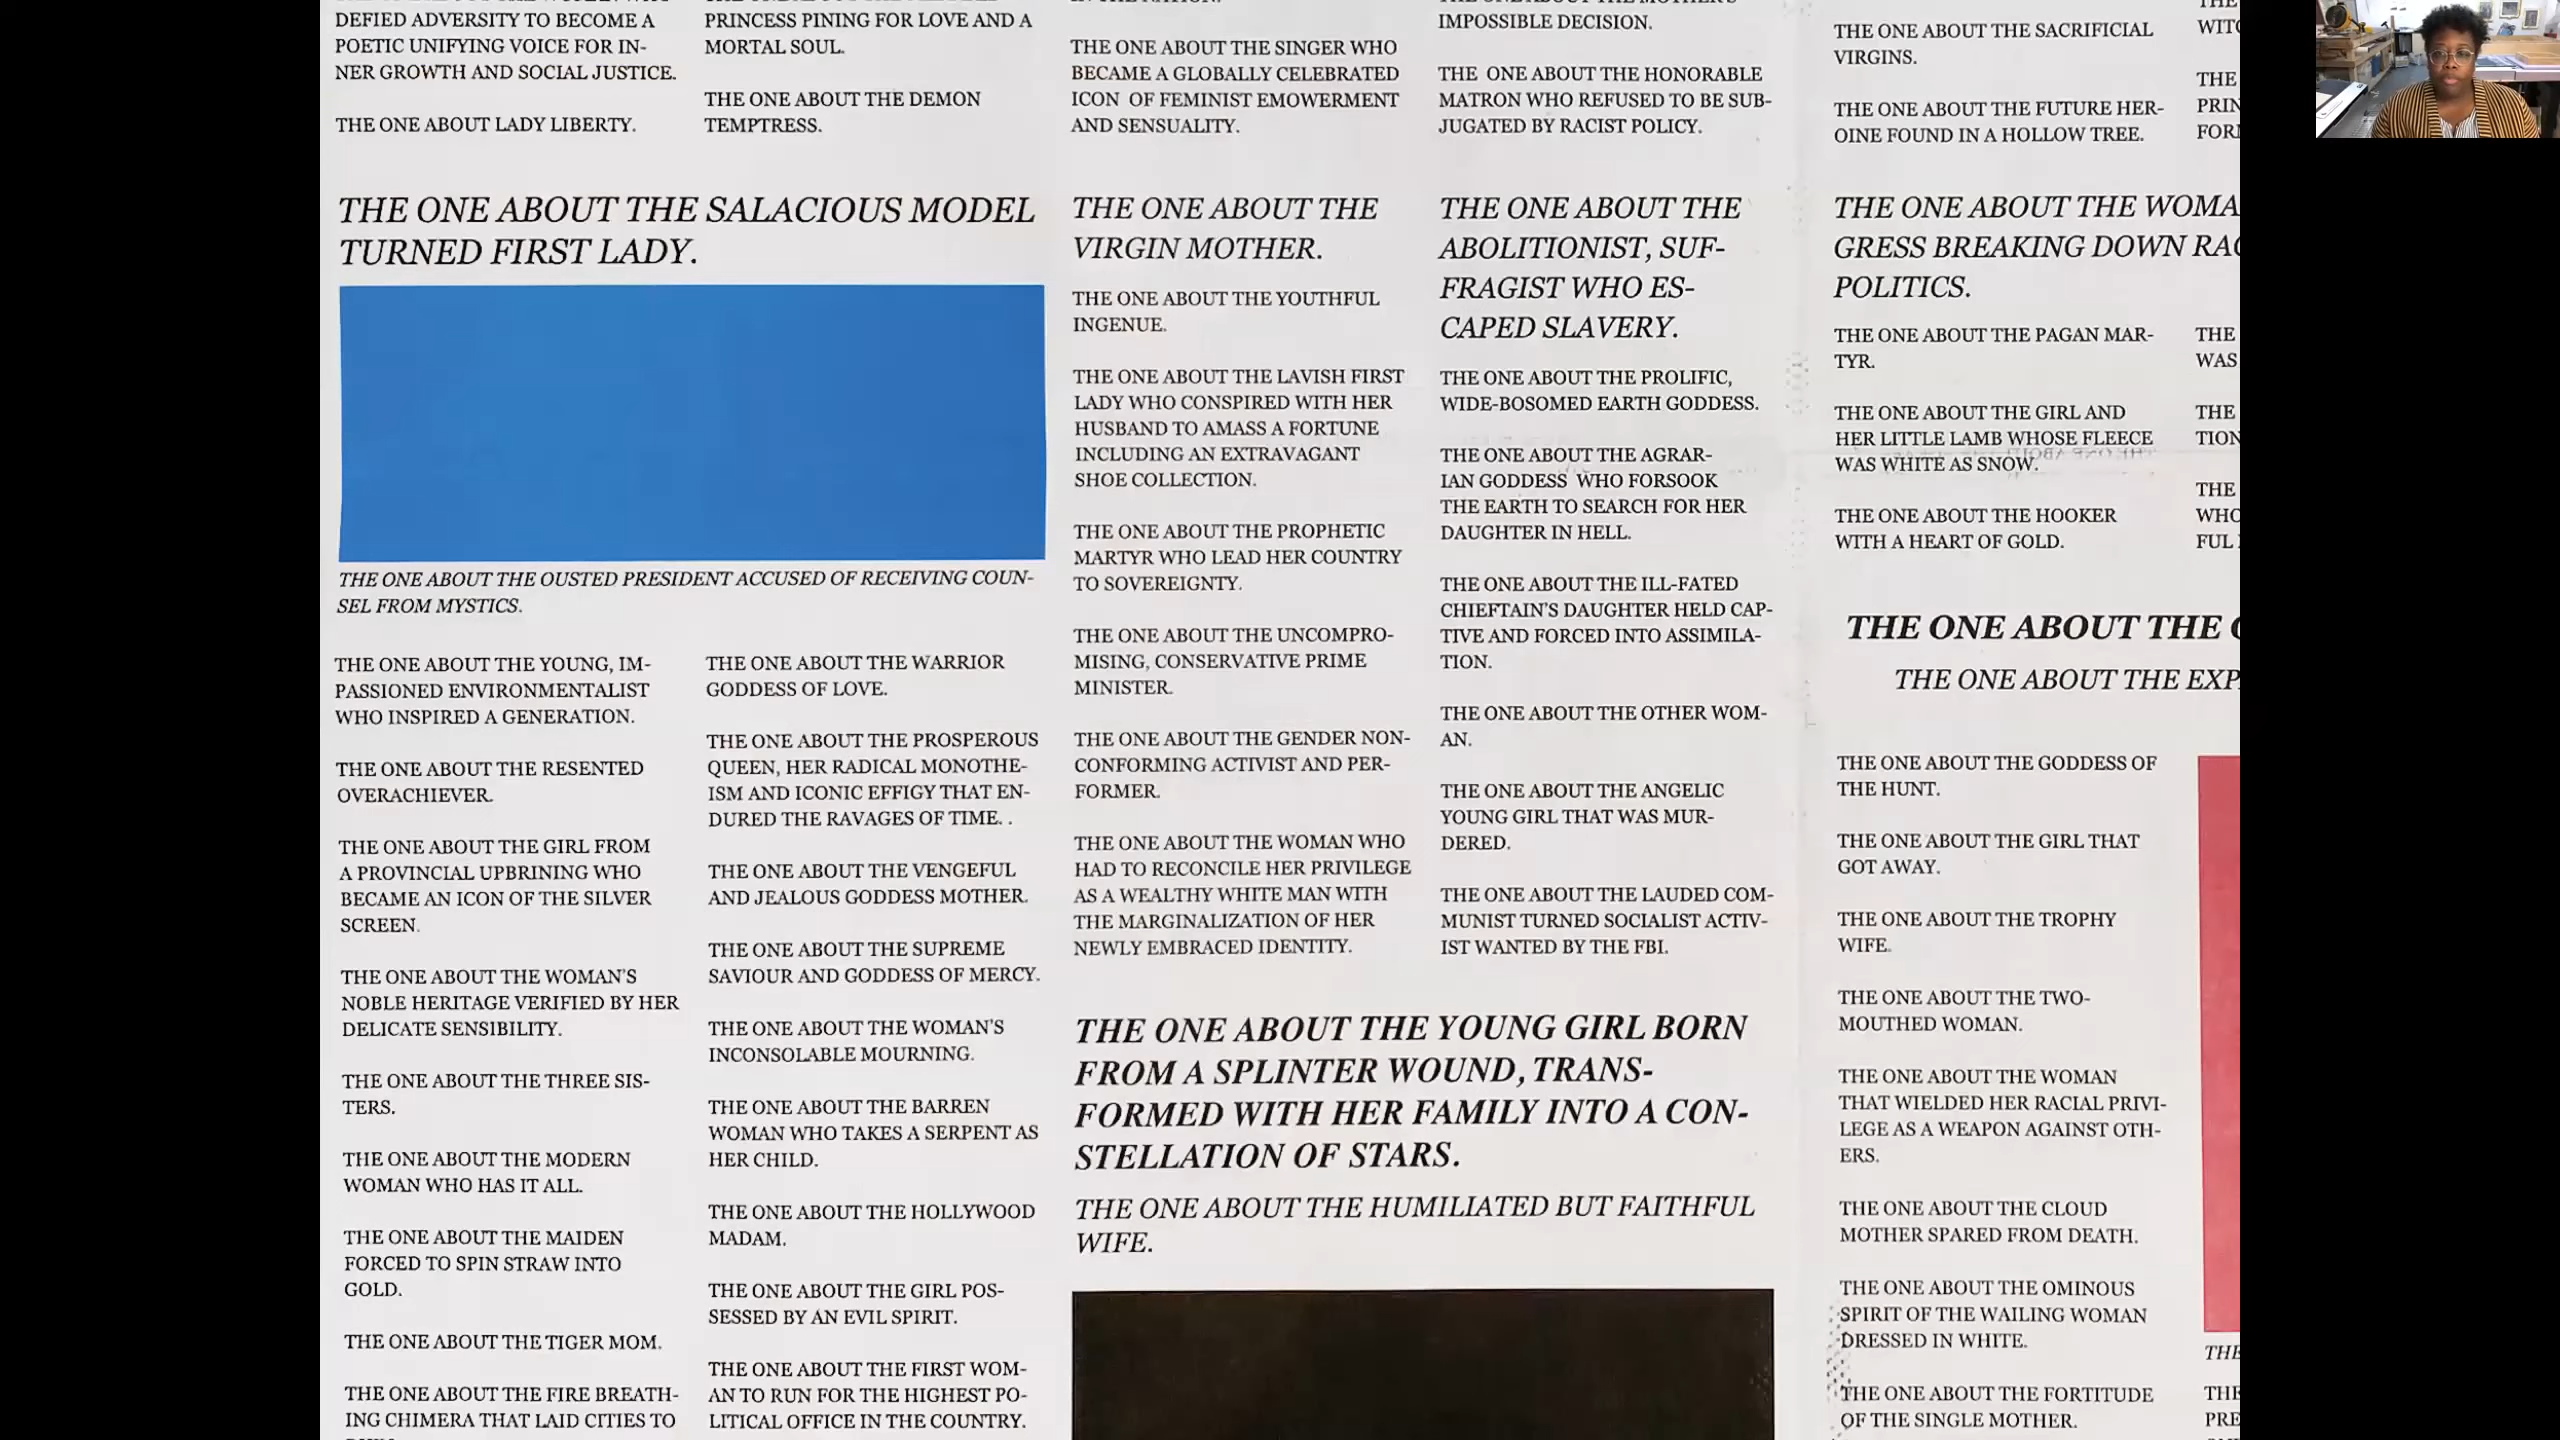 DEFIED ADVERSITY TO BECOME A
POETIC UNIFYING VOICE FOR IN-
NER GROWTH AND SOCIAL JUSTICE.
THE ONE ABOUT LADY LIBERTY.
PRINCESS PINING FOR LOVE AND A
MORTAL SOUL.
THE ONE ABOUT THE DEMON
TEMPTRESS.
THE ONE ABOUT THE SALACIOUS MODEL
TURNED FIRST LADY.
THE ONE ABOUT THE OUSTED PRESIDENT ACCUSED OF RECEIVING COUN-
SEL FROM MYSTICS.
THE ONE ABOUT THE YOUNG, IM-
PASSIONED ENVIRONMENTALIST
WHO INSPIRED A GENERATION.
THE ONE ABOUT THE RESENTED
OVERACHIEVER.
THE ONE ABOUT THE GIRL FROM
A PROVINCIAL UPBRINING WHO
BECAME AN ICON OF THE SILVER
SCREEN.
THE ONE ABOUT THE WOMAN'S
NOBLE HERITAGE VERIFIED BY HER
DELICATE SENSIBILITY.
THE ONE ABOUT THE THREE SIS-
TERS.
THE ONE ABOUT THE MODERN
WOMAN WHO HAS IT ALL.
THE ONE ABOUT THE MAIDEN
FORCED TO SPIN STRAW INTO
GOLD.
THE ONE ABOUT THE TIGER MOM.
THE ONE ABOUT THE FIRE BREATH-
ING CHIMERA THAT LAID CITIES TO
THE ONE ABOUT THE WARRIOR
GODDESS OF LOVE.
THE ONE ABOUT THE PROSPEROUS
QUEEN, HER RADICAL MONOTHE-
ISM AND ICONIC EFFIGY THAT EN-
DURED THE RAVAGES OF TIME. .
THE ONE ABOUT THE VENGEFUL
AND JEALOUS GODDESS MOTHER.
THE ONE ABOUT THE SUPREME
SAVIOUR AND GODDESS OF MERCY.
THE ONE ABOUT THE WOMAN'S
INCONSOLABLE MOURNING.
THE ONE ABOUT THE BARREN
WOMAN WHO TAKES A SERPENT AS
HER CHILD.
THE ONE ABOUT THE HOLLYWOOD
MADAM.
THE ONE ABOUT THE GIRL POS-
SESSED BY AN EVIL SPIRIT.
THE ONE ABOUT THE FIRST WOM-
AN TO RUN FOR THE HIGHEST PO-
LITICAL OFFICE IN THE COUNTRY.
IN THE NATION.
THE ONE ABOUT THE SINGER WHO
BECAME A GLOBALLY CELEBRATED
ICON OF FEMINIST EMOWERMENT
AND SENSUALITY.
THE ONE ABOUT THE MOTHER'S
IMPOSSIBLE DECISION.
THE ONE ABOUT THE HONORABLE
MATRON WHO REFUSED TO BE SUB-
JUGATED BY RACIST POLICY.
THE ONE ABOUT THE
VIRGIN MOTHER.
THE ONE ABOUT THE YOUTHFUL
INGENUE.
THE ONE ABOUT THE LAVISH FIRST
LADY WHO CONSPIRED WITH HER
HUSBAND TO AMASS A FORTUNE
INCLUDING AN EXTRAVAGANT
SHOE COLLECTION.
THE ONE ABOUT THE PROPHETIC
MARTYR WHO LEAD HER COUNTRY
TO SOVEREIGNTY.
THE ONE ABOUT THE UNCOMPRO-
MISING, CONSERVATIVE PRIME
MINISTER.
THE ONE ABOUT THE GENDER NON-
CONFORMING ACTIVIST AND PER-
FORMER.
THE ONE ABOUT THE WOMAN WHO
HAD TO RECONCILE HER PRIVILEGE
AS A WEALTHY WHITE MAN WITH
THE MARGINALIZATION OF HER
NEWLY EMBRACED IDENTITY.
THE ONE ABOUT THE
ABOLITIONIST, SUF-
FRAGIST WHO ES-
CAPED SLAVERY.
THE ONE ABOUT THE PROLIFIC,
WIDE-BOSOMED EARTH GODDESS.
THE ONE ABOUT THE AGRAR-
IAN GODDESS WHO FORSOOK
THE EARTH TO SEARCH FOR HER
DAUGHTER IN HELL.
THE ONE ABOUT THE ILL-FATED
CHIEFTAIN'S DAUGHTER HELD CAP-
TIVE AND FORCED INTO ASSIMILA-
TION.
THE ONE ABOUT THE OTHER WOM-
AN.
THE ONE ABOUT THE ANGELIC
YOUNG GIRL THAT WAS MUR-
DERED.
THE ONE ABOUT THE LAUDED COM-
MUNIST TURNED SOCIALIST ACTIV-
IST WANTED BY THE FBI.
THE ONE ABOUT THE YOUNG GIRL BORN
FROM A SPLINTER WOUND, TRANS-
FORMED WITH HER FAMILY INTO A CON-
STELLATION OF STARS.
THE ONE ABOUT THE HUMILIATED BUT FAITHFUL
WIFE.
THE ONE ABOUT THE SACRIFICIAL
VIRGINS.
THE ONE ABOUT THE FUTURE HER-
OINE FOUND IN A HOLLOW TREE.
THE
WITC
THE
PRIN
FOR
THE ONE ABOUT THE WOMA
GRESS BREAKING DOWN RAC
POLITICS.
THE ONE ABOUT THE PAGAN MAR-
TYR.
THE ONE ABOUT THE GIRL AND
HER LITTLE LAMB WHOSE FLEECE
WAS WHITE AS SNOW.
THE ONE ABOUT THE HOOKER
WITH A HEART OF GOLD.
THE
WAS
THE
TION
THE
WHO
FUL
THE ONE ABOUT THE
THE ONE ABOUT THE EXP
THE ONE ABOUT THE GODDESS OF
THE HUNT.
THE ONE ABOUT THE GIRL THAT
GOT AWAY.
THE ONE ABOUT THE TROPHY
WIFE.
THE ONE ABOUT THE TWO-
MOUTHED WOMAN.
THE ONE ABOUT THE WOMAN
THAT WIELDED HER RACIAL PRIVI-
LEGE AS A WEAPON AGAINST OTH-
ERS.
THE ONE ABOUT THE CLOUD
MOTHER SPARED FROM DEATH.
THE ONE ABOUT THE OMINOUS
SPIRIT OF THE WAILING WOMAN
DRESSED IN WHITE.
THE ONE ABOUT THE FORTITUDE
OF THE SINGLE MOTHER.
THE
THE
PRE